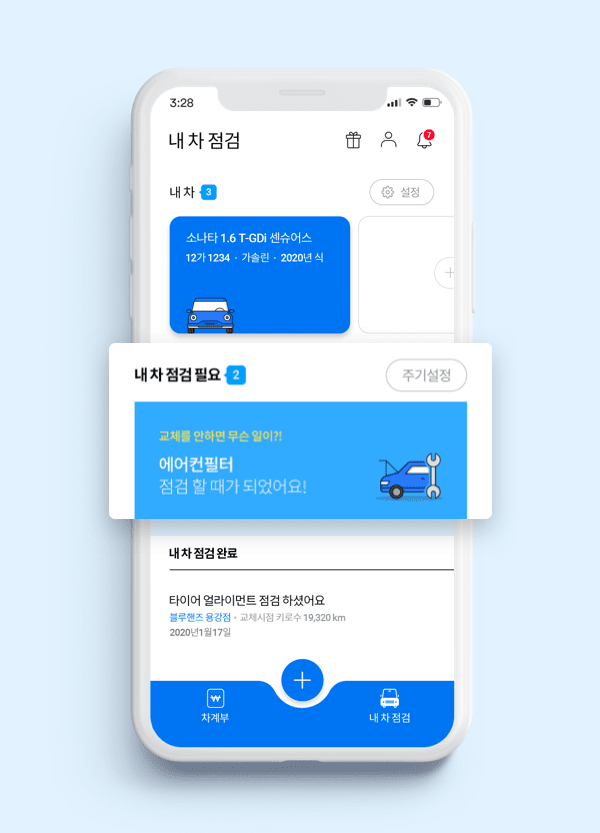 3:28
내 차 점검
7
내 차 3
설정
소나타 1.6 T-GDi 센슈어스
12가 1234 · 가솔린 · 2020년 식
내 차 점검 필요 2
주기설정
교체를 안하면 무슨 일이?!
에어컨필터
점검 할 때가 되었어요!
내 차 점검 완료
타이어 얼라이먼트 점검 하셨어요
블루핸즈 용강점 · 교체시점 키로수 19,320 km
2020년1월17일
차계부
내 차 점검